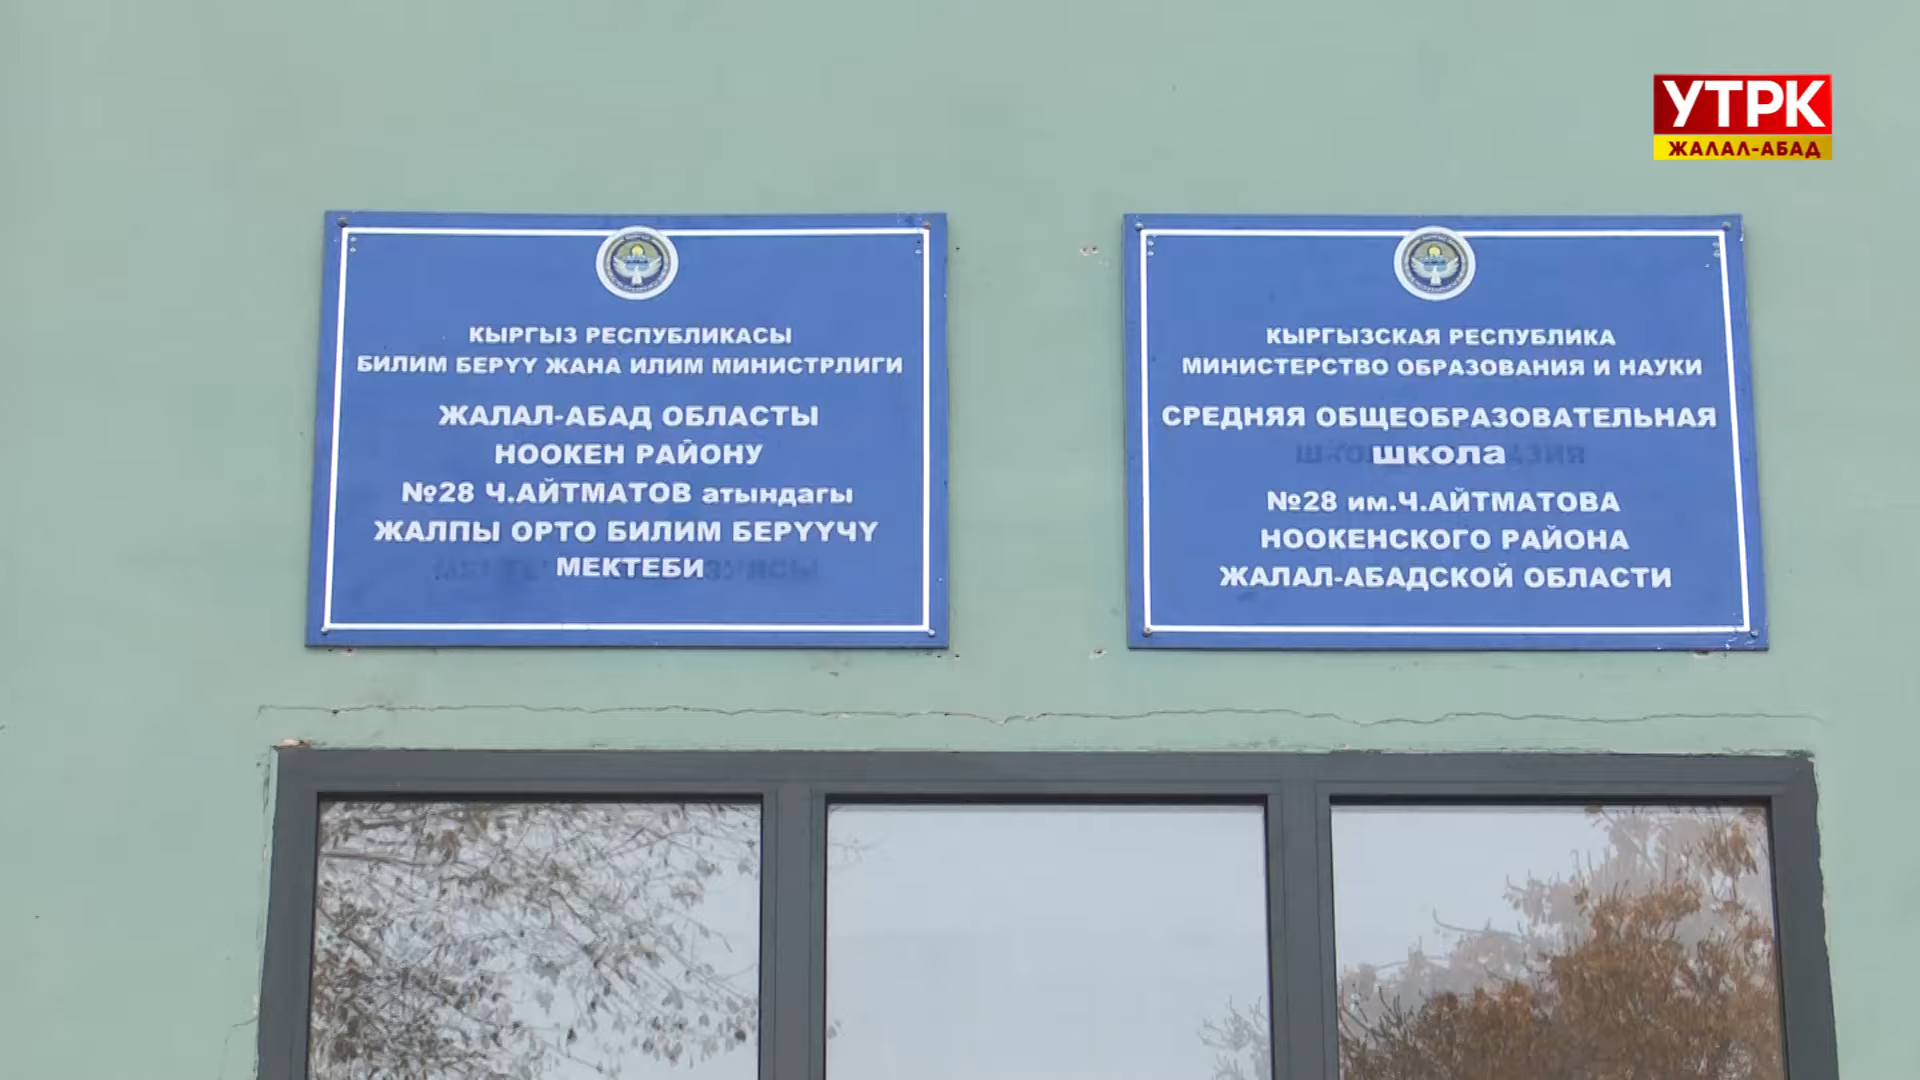 УТРК
ЖАЛАЛ-АБАД
КЫРГЫЗ РЕСПУБЛИКАСЫ
БИЛИМ БЕРҮҮ ЖАНА ИЛИМ МИНИСТРЛИГИ
ЖАЛАЛ-АБАД ОБЛАСТЫ
НООКЕН РАЙОНУ
№28 Ч.АЙТМАТОВ атындагы
ЖАЛПЫ ОРТО БИЛИМ БЕРҮҮЧҮ
МЕКТЕБИ
КЫРГЫЗСКАЯ РЕСПУБЛИКА
МИНИСТЕРСТВО ОБРАЗОВАНИЯ И НАУКИ
СРЕДНЯЯ ОБЩЕОБРАЗОВАТЕЛЬНАЯ
школа
№28 им.Ч.АЙТМАТОВА
НООКЕНСКОГО РАЙОНА
ЖАЛАЛ-АБАДСКОЙ ОБЛАСТИ